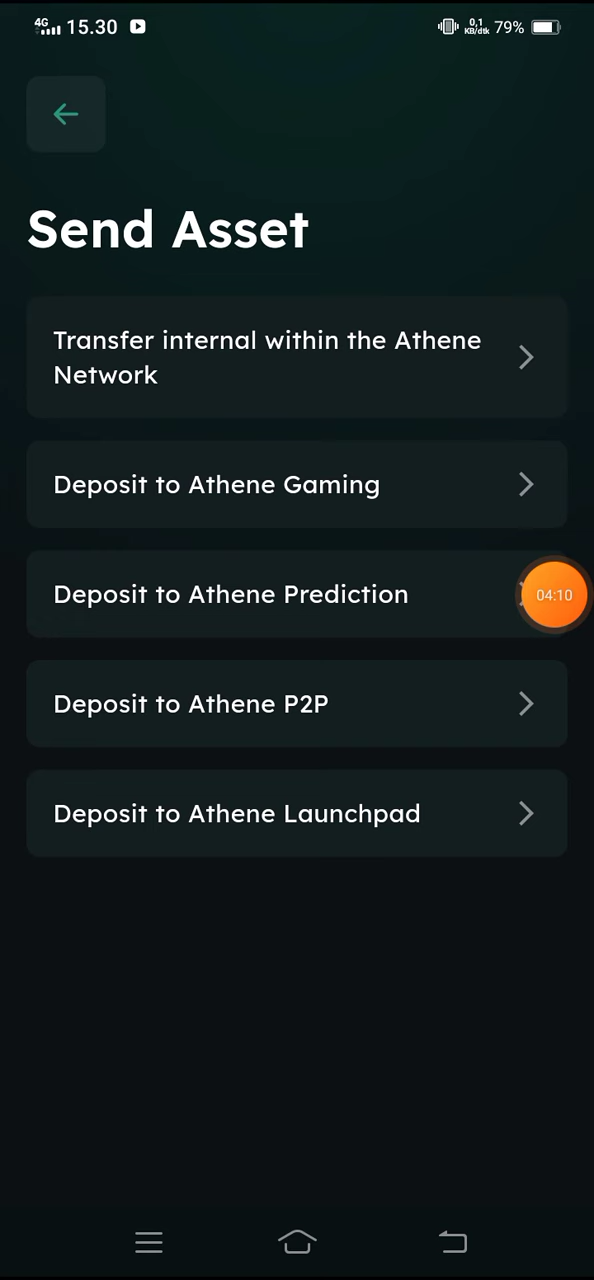 4G 15.30 0,1 KB/dtk 79%
Send Asset
Transfer internal within the Athene
Network
Deposit to Athene Gaming
Deposit to Athene Prediction
04:10
Deposit to Athene P2P
Deposit to Athene Launchpad